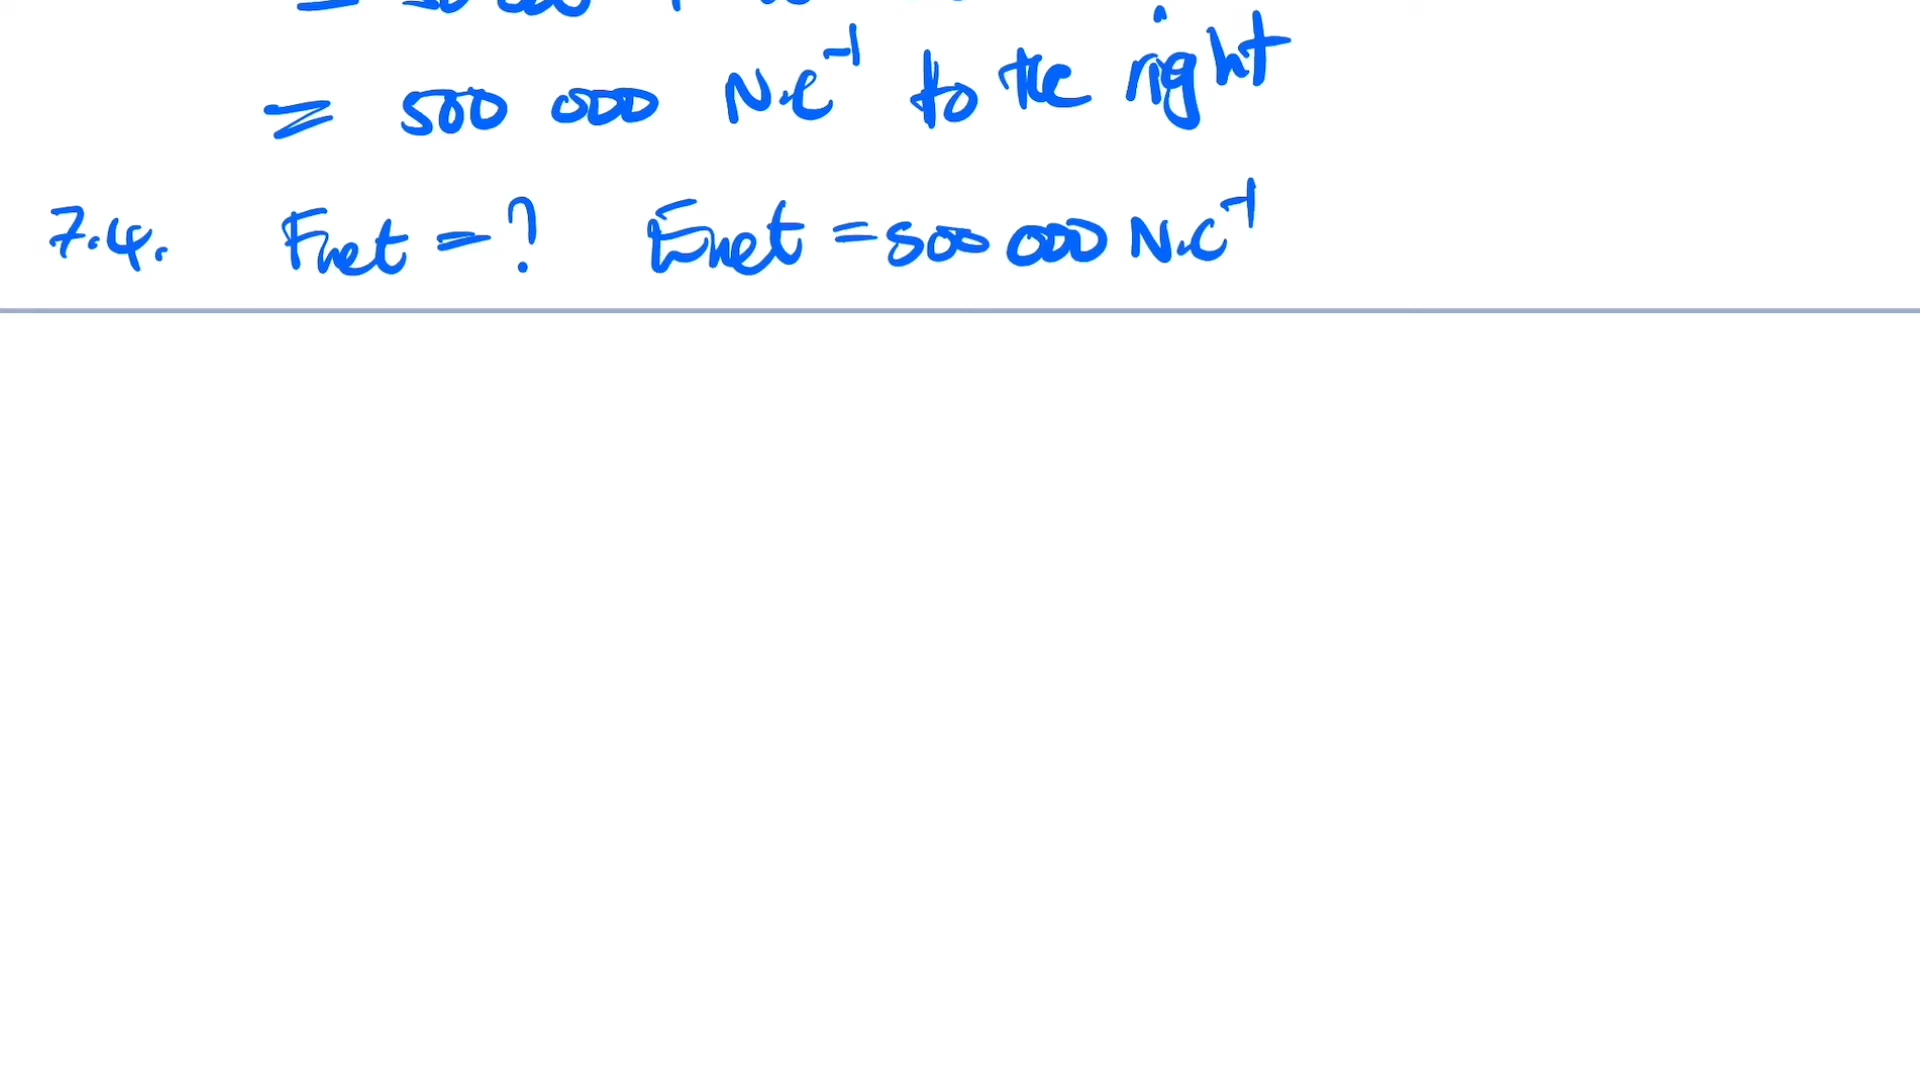 = 500 000 N.C⁻¹ to the right
7.4. Fnet = ? Enet = 500 000 N.C⁻¹